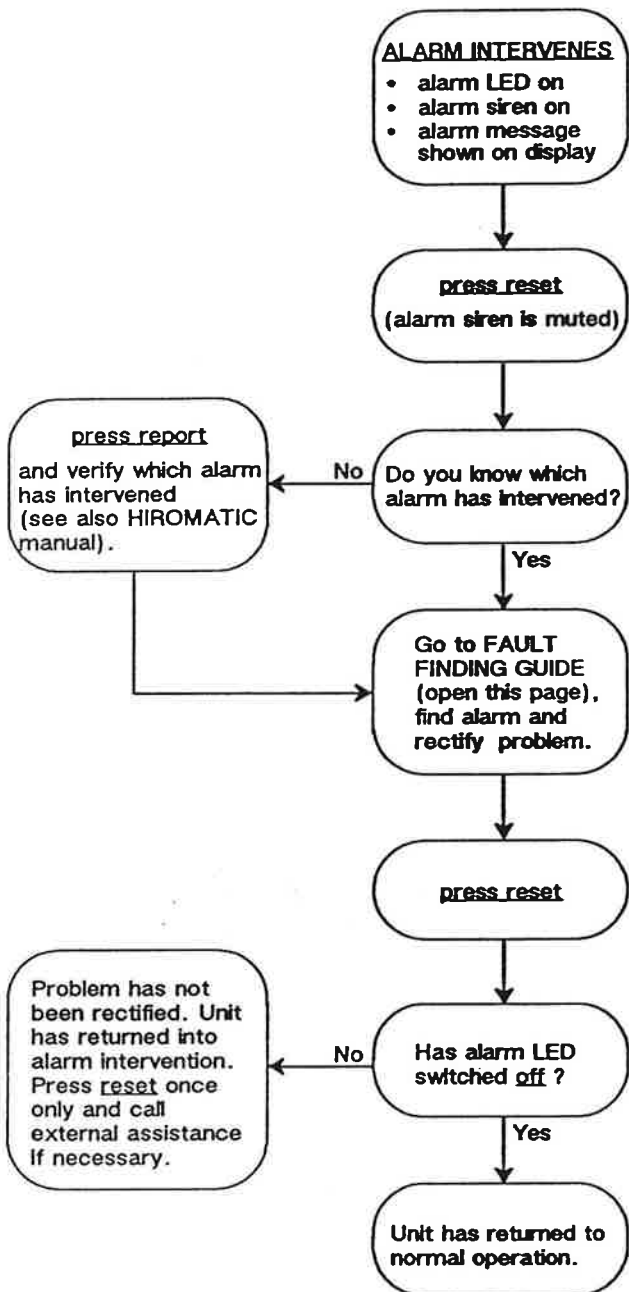 ALARM INTERVENES
• alarm LED on
• alarm siren on
• alarm message
shown on display
press reset
(alarm siren is muted)
press report
and verify which alarm
has intervened
(see also HIROMATIC
manual).
No
Do you know which
alarm has intervened?
Yes
Go to FAULT
FINDING GUIDE
(open this page),
find alarm and
rectify problem.
press reset
Problem has not
been rectified. Unit
has returned into
alarm intervention.
Press reset once
only and call
external assistance
if necessary.
No
Has alarm LED
switched off ?
Yes
Unit has returned to
normal operation.